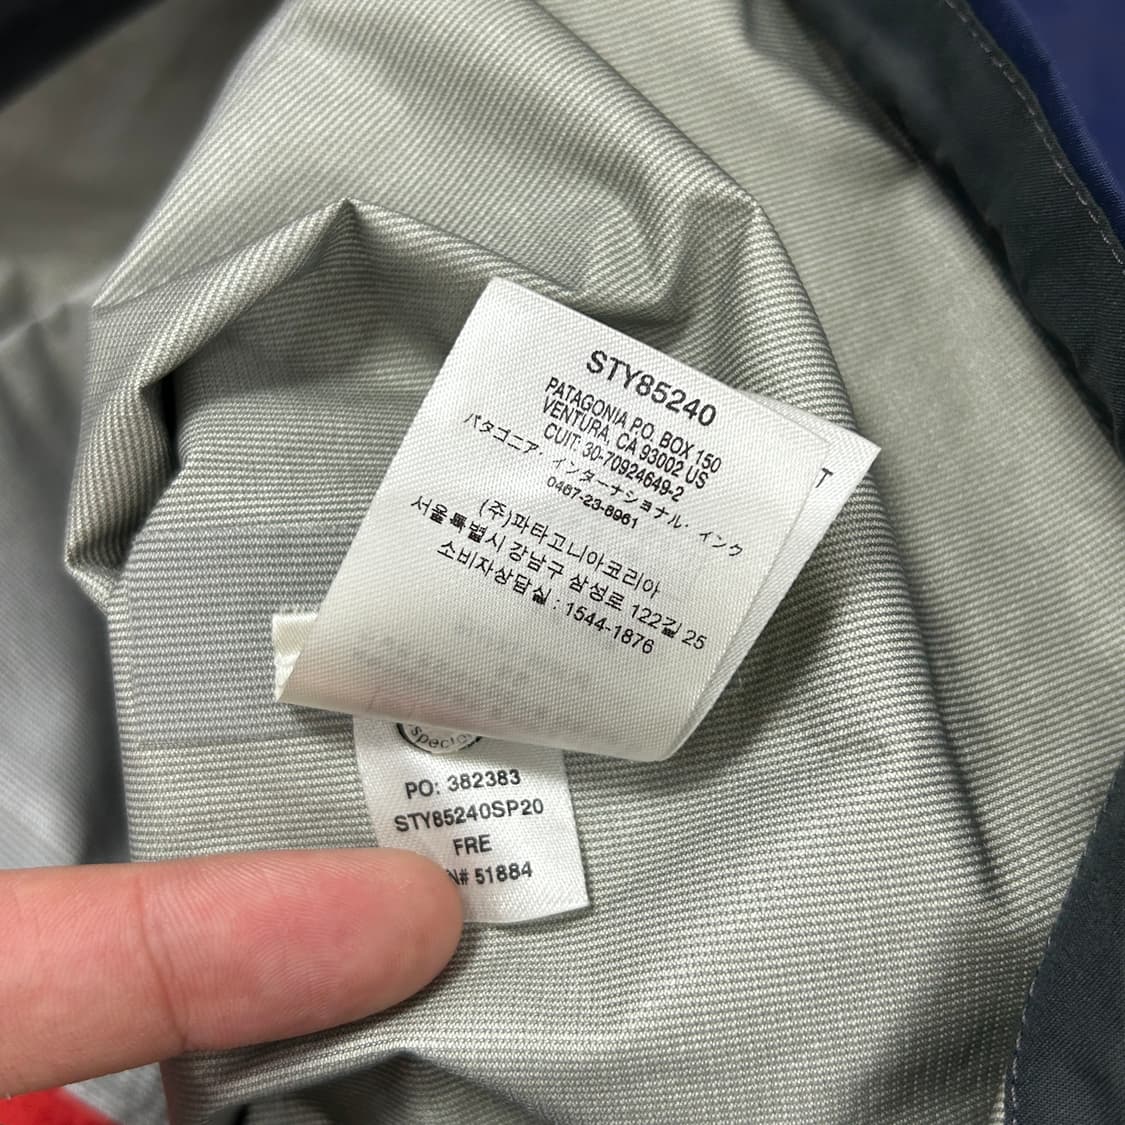 STY85240
PATAGONIA P.O. BOX 150
VENTURA, CA 93002 US
CUIT: 30-70924649-2
パタゴニア・インターナショナル・インク
0467-23-8961
(주)파타고니아코리아
서울특별시 강남구 삼성로 122길 25
소비자상담실 : 1544-1876
T
special
PO: 382383
STY85240SP20
FRE
N# 51884